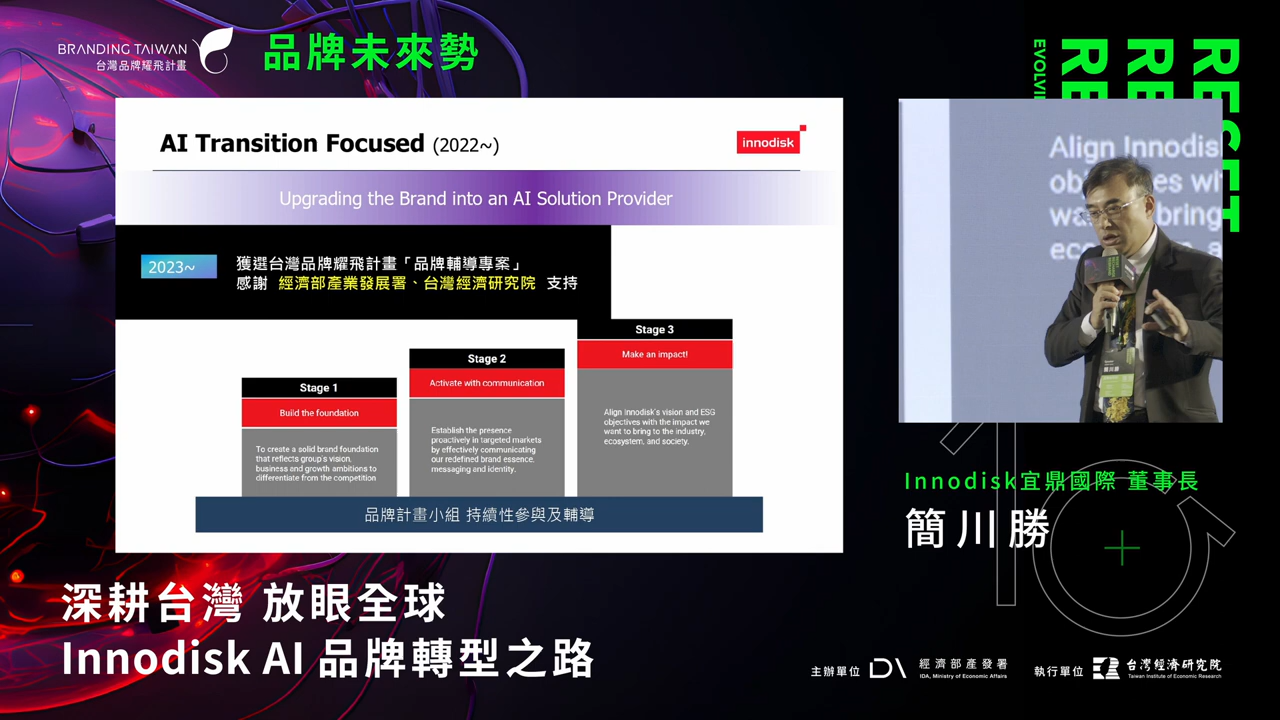 BRANDING TAIWAN
台灣品牌耀飛計畫
品牌未來勢
AI Transition Focused (2022~)
innodisk
Upgrading the Brand into an AI Solution Provider
2023~
獲選台灣品牌耀飛計畫「品牌輔導專案」
感謝 經濟部產業發展署、台灣經濟研究院 支持
Stage 1
Build the foundation
To create a solid brand foundation
that reflects group's vision,
business and growth ambitions to
differentiate from the competition
Stage 2
Activate with communication
Establish the presence
proactively in targeted markets
by effectively communicating
our redefined brand essence,
messaging and identity.
Stage 3
Make an impact!
Align innodisk's vision and ESG
objectives with the impact we
want to bring to the industry,
ecosystem, and society.
品牌計畫小組 持續性參與及輔導
RESET
RE
RE
EVOLVI
Align Innodis
簡川勝
Innodisk宜鼎國際 董事長
簡川勝
深耕台灣 放眼全球
Innodisk AI 品牌轉型之路
主辦單位
經濟部產發署
IDA, Ministry of Economic Affairs
執行單位
台灣經濟研究院
Taiwan Institute of Economic Research